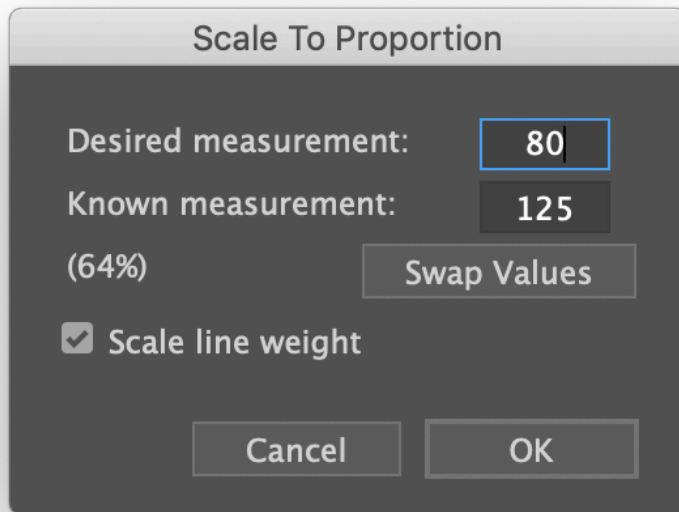 Scale To Proportion
Desired measurement: 80
Known measurement: 125
(64%) Swap Values
Scale line weight
Cancel OK